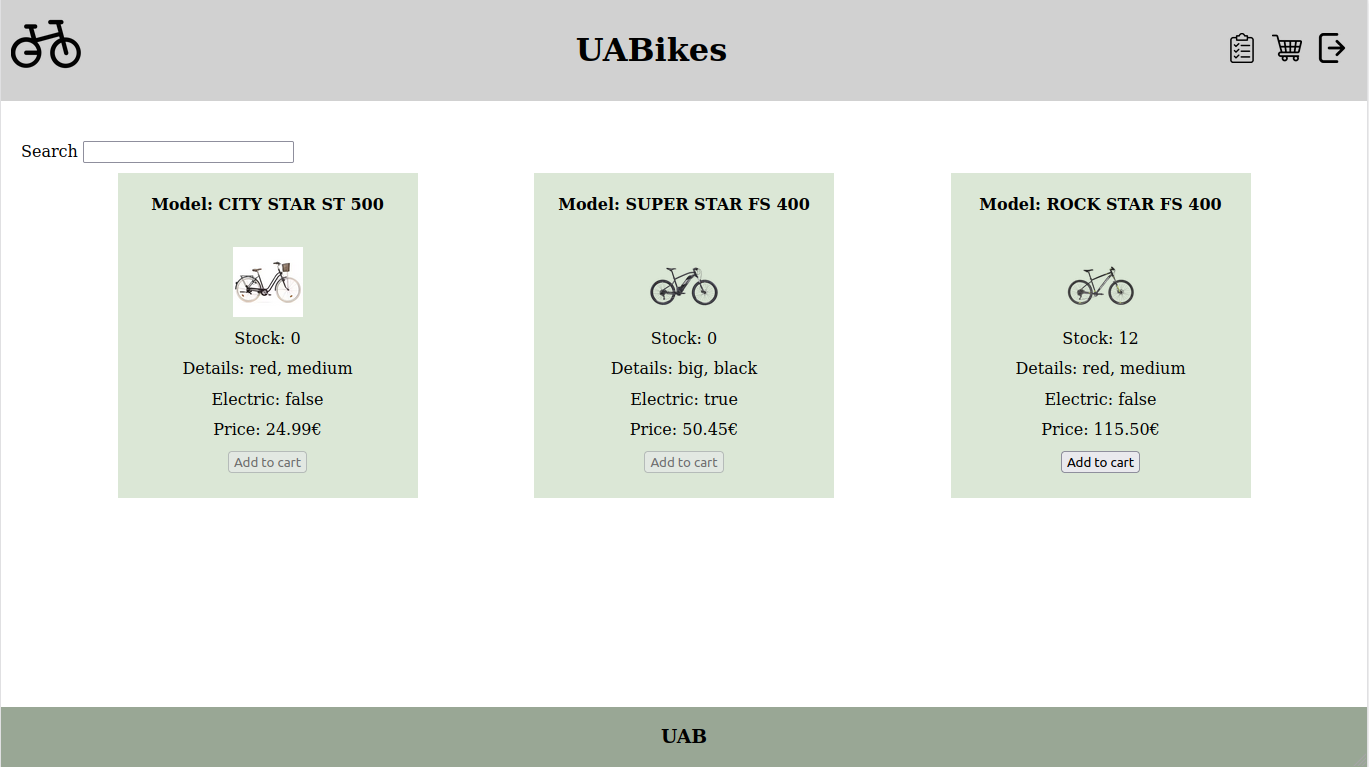 UABikes
Search
Model: CITY STAR ST 500
Stock: 0
Details: red, medium
Electric: false
Price: 24.99€
Add to cart
Model: SUPER STAR FS 400
Stock: 0
Details: big, black
Electric: true
Price: 50.45€
Add to cart
Model: ROCK STAR FS 400
Stock: 12
Details: red, medium
Electric: false
Price: 115.50€
Add to cart
UAB